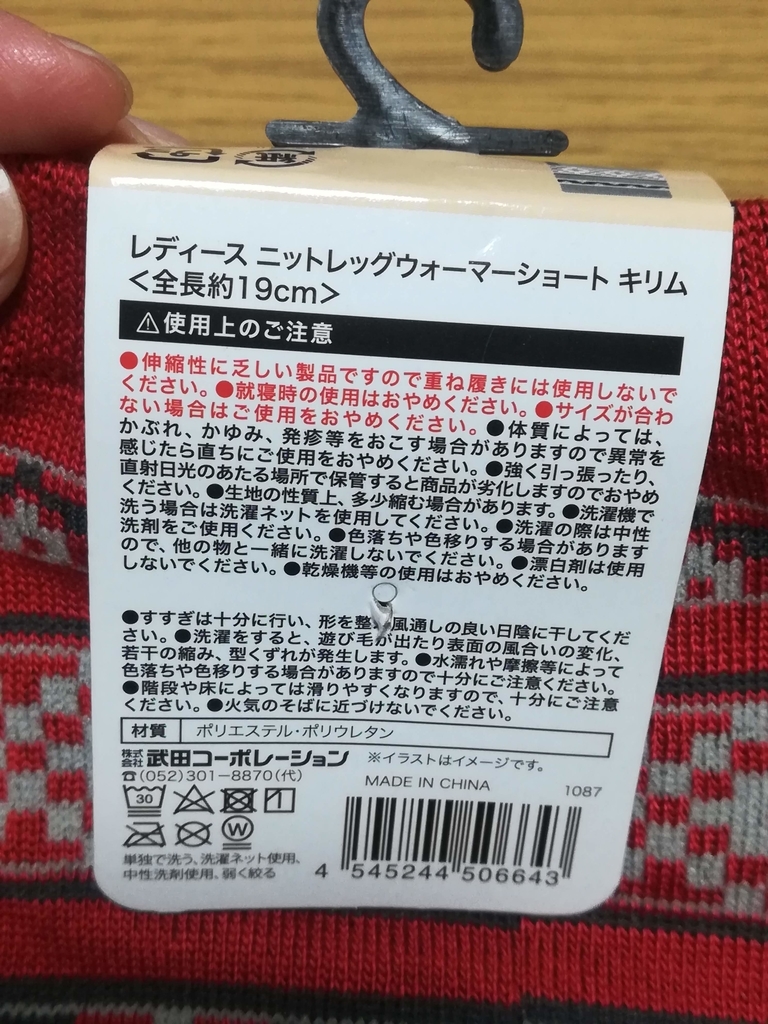 紙
レディース ニットレッグウォーマーショート キリム
<全長約19cm>
⚠使用上のご注意
●伸縮性に乏しい製品ですので重ね履きには使用しないで
ください。●就寝時の使用はおやめください。●サイズが合わ
ない場合はご使用をおやめください。●体質によっては、
かぶれ、かゆみ、発疹等をおこす場合がありますので異常を
感じたら直ちにご使用をおやめください。●強く引っ張ったり、
直射日光のあたる場所で保管すると商品が劣化しますのでおやめ
ください。●生地の性質上、多少縮む場合があります。●洗濯機で
洗う場合は洗濯ネットを使用してください。●洗濯の際は中性
洗剤をご使用ください。●色落ちや色移りする場合があります
ので、他の物と一緒に洗濯しないでください。●漂白剤は使用
しないでください。●乾燥機等の使用はおやめください。
●すすぎは十分に行い、形を整 風通しの良い日陰に干してくだ
さい。●洗濯をすると、遊び毛が出たり表面の風合いの変化、
若干の縮み、型くずれが発生します。●水濡れや摩擦等によって
色落ちや色移りする場合がありますので十分にご注意ください。
●階段や床によっては滑りやすくなりますので、十分にご注意
ください。●火気のそばに近づけないでください。
材質 ポリエステル・ポリウレタン
株式会社 武田コーポレーション ※イラストはイメージです。
☎(052)301-8870(代)
MADE IN CHINA 1087
30
W
単独で洗う、洗濯ネット使用、
中性洗剤使用、弱く絞る
4 545244 506643